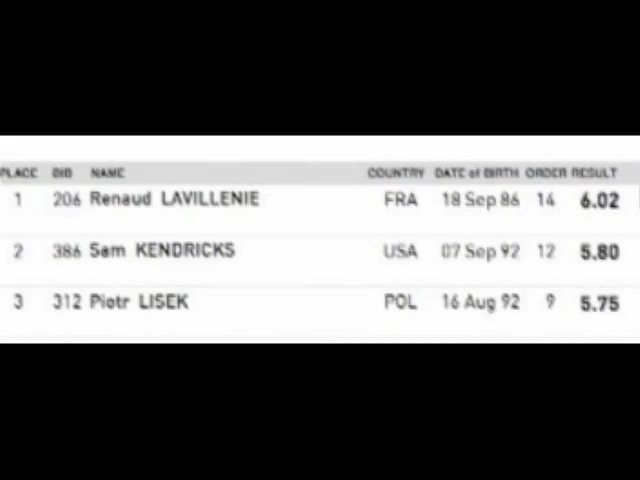 PLACE BIB NAME COUNTRY DATE of BIRTH ORDER RESULT
1 206 Renaud LAVILLENIE FRA 18 Sep 86 14 6.02
2 386 Sam KENDRICKS USA 07 Sep 92 12 5.80
3 312 Piotr LISEK POL 16 Aug 92 9 5.75